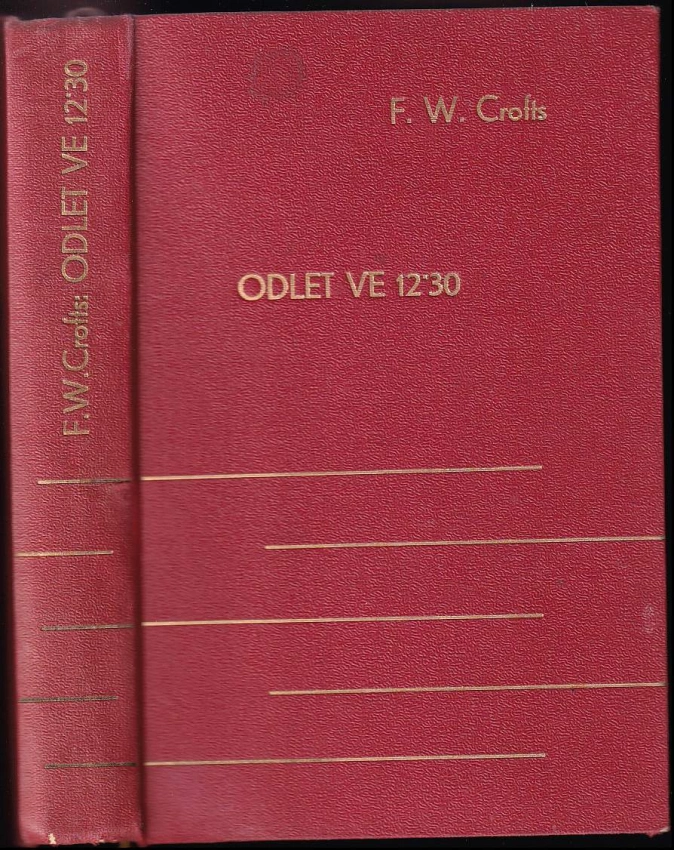 F.W.Crofts: ODLET VE 12·30
F. W. Crofts
ODLET VE 12·30